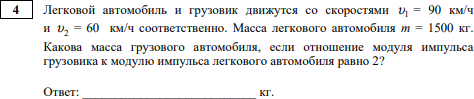 4 Легковой автомобиль и грузовик движутся со скоростями υ₁ = 90 км/ч
и υ₂ = 60 км/ч соответственно. Масса легкового автомобиля m = 1500 кг.
Какова масса грузового автомобиля, если отношение модуля импульса
грузовика к модулю импульса легкового автомобиля равно 2?
Ответ: ___________________________ кг.